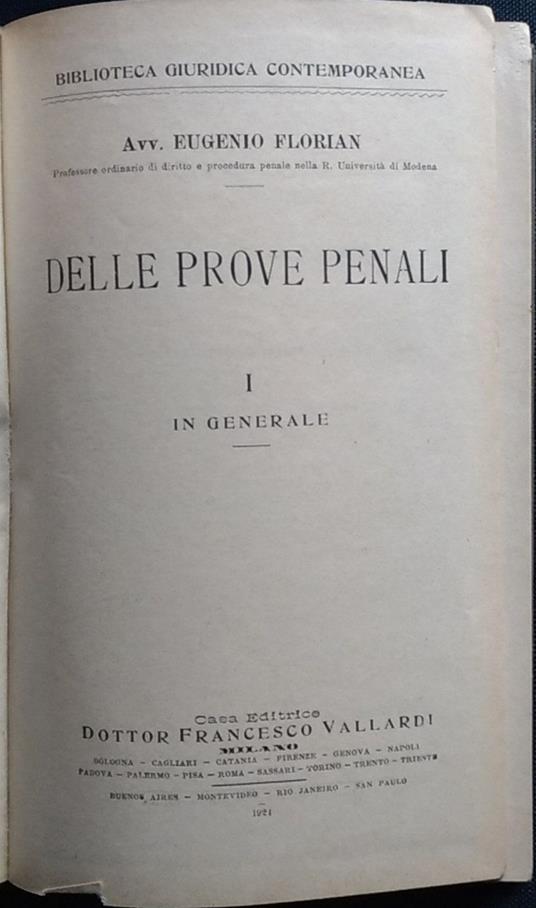 BIBLIOTECA GIURIDICA CONTEMPORANEA
Avv. EUGENIO FLORIAN
Professore ordinario di diritto e procedura penale nella R. Università di Modena
DELLE PROVE PENALI
I
IN GENERALE
Casa Editrice
DOTTOR FRANCESCO VALLARDI
MILANO
BOLOGNA — CAGLIARI — CATANIA — FIRENZE — GENOVA — NAPOLI
PADOVA — PALERMO — PISA — ROMA — SASSARI — TORINO — TRENTO — TRIESTE
BUENOS AIRES — MONTEVIDEO — RIO JANEIRO — SAN PAULO
1921